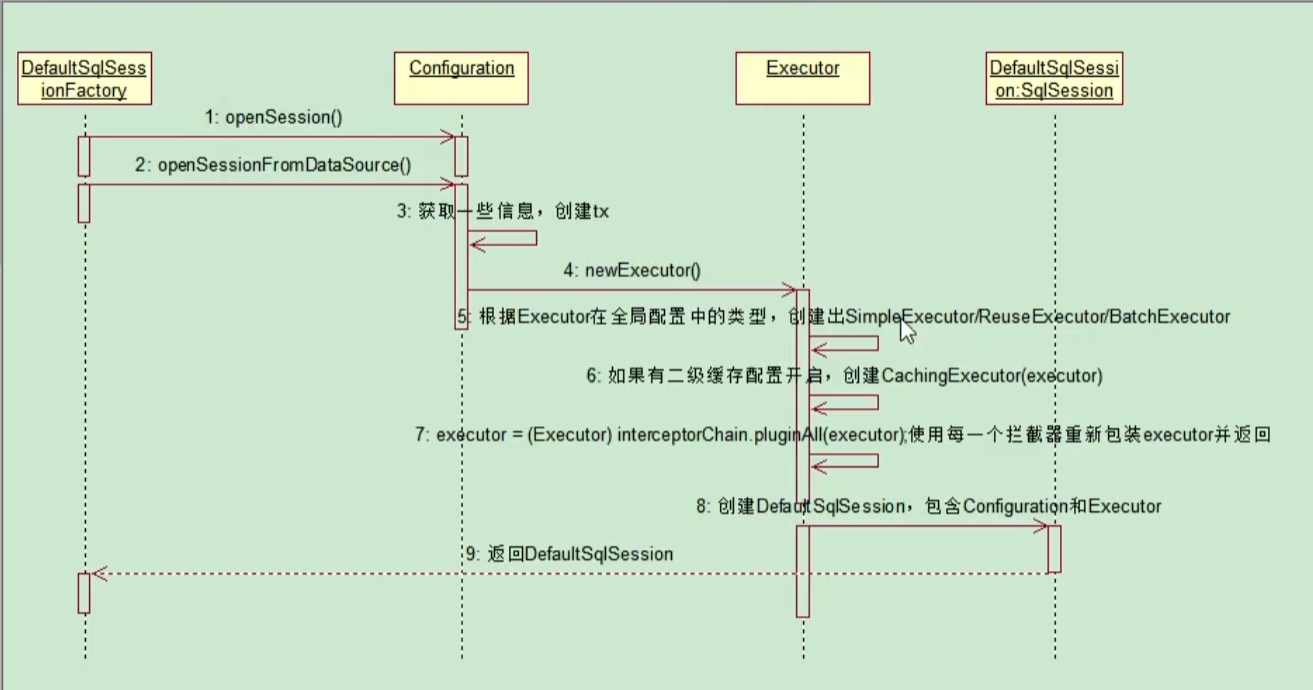 DefaultSqlSess
ionFactory
Configuration
Executor
DefaultSqlSessi
on:SqlSession
1: openSession()
2: openSessionFromDataSource()
3: 获取一些信息，创建tx
4: newExecutor()
5: 根据Executor在全局配置中的类型，创建出SimpleExecutor/ReuseExecutor/BatchExecutor
6: 如果有二级缓存配置开启，创建CachingExecutor(executor)
7: executor = (Executor) interceptorChain.pluginAll(executor);使用每一个拦截器重新包装executor并返回
8: 创建DefaultSqlSession，包含Configuration和Executor
9: 返回DefaultSqlSession